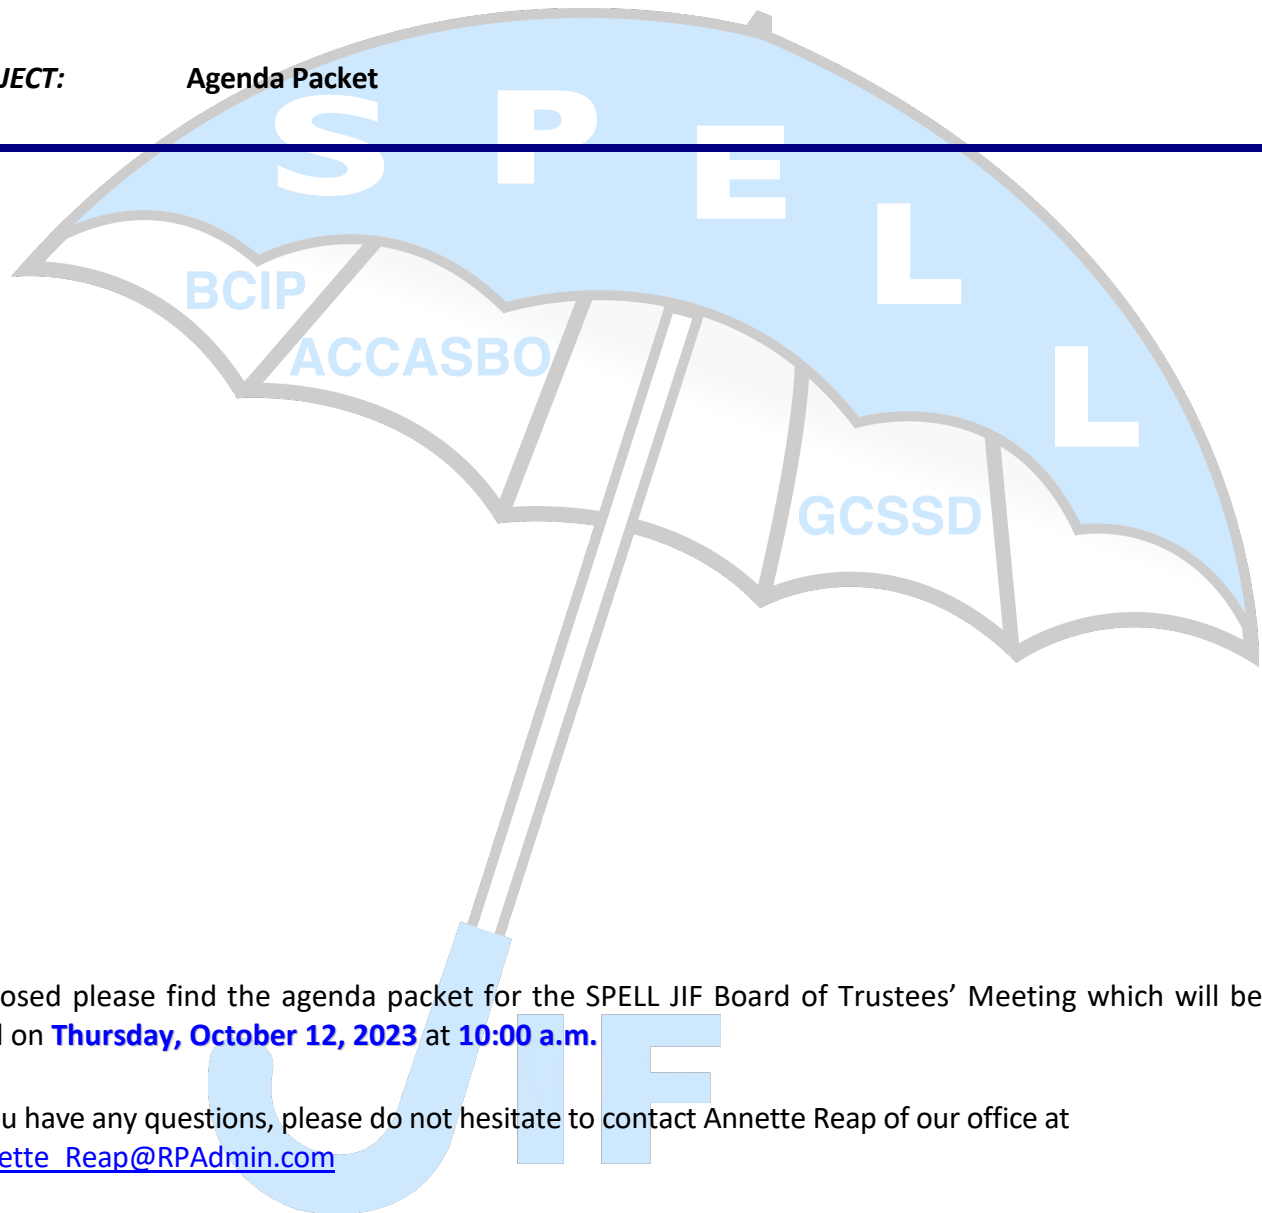 JECT: Agenda Packet
S P E L L
BCIP
ACCASBO
GCSSD
osed please find the agenda packet for the SPELL JIF Board of Trustees’ Meeting which will be
d on Thursday, October 12, 2023 at 10:00 a.m.
JIF
u have any questions, please do not hesitate to contact Annette Reap of our office at
ette_Reap@RPAdmin.com